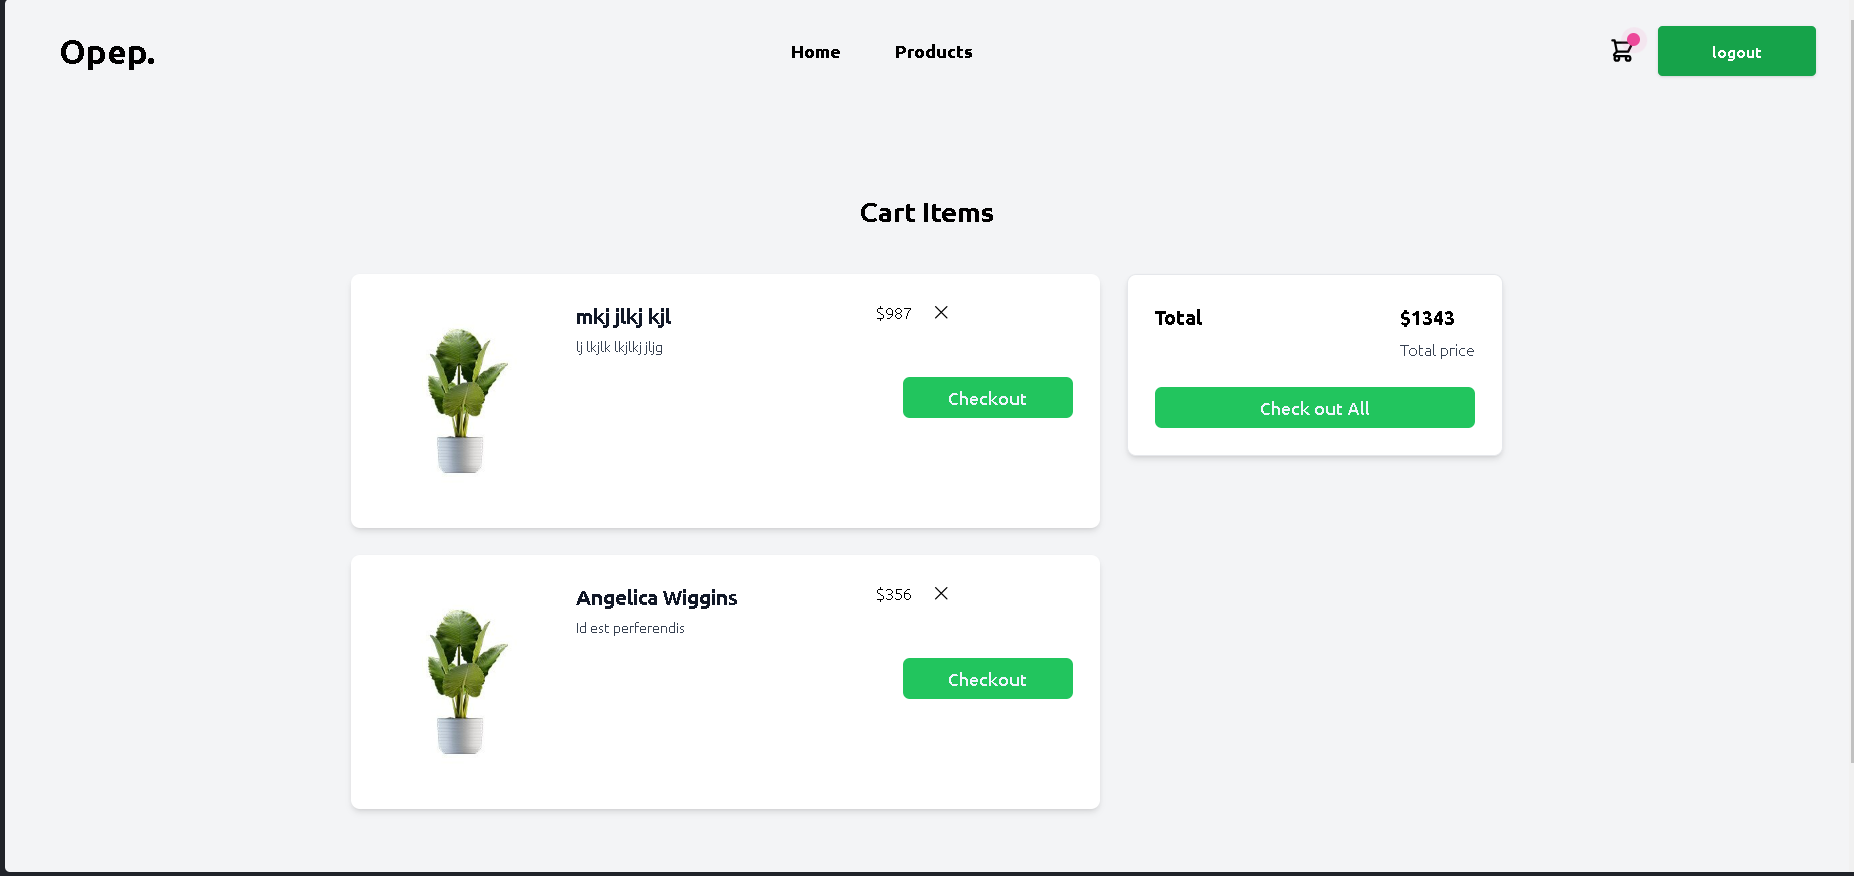 Opep.
Home
Products
logout
Cart Items
mkj jlkj kjl
lj lkjlk lkjlkj jljg
$987
Checkout
Angelica Wiggins
Id est perferendis
$356
Checkout
Total
$1343
Total price
Check out All